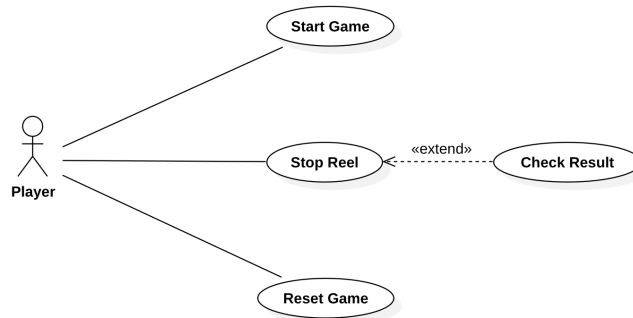 Start Game
Player
Stop Reel
«extend»
Check Result
Reset Game